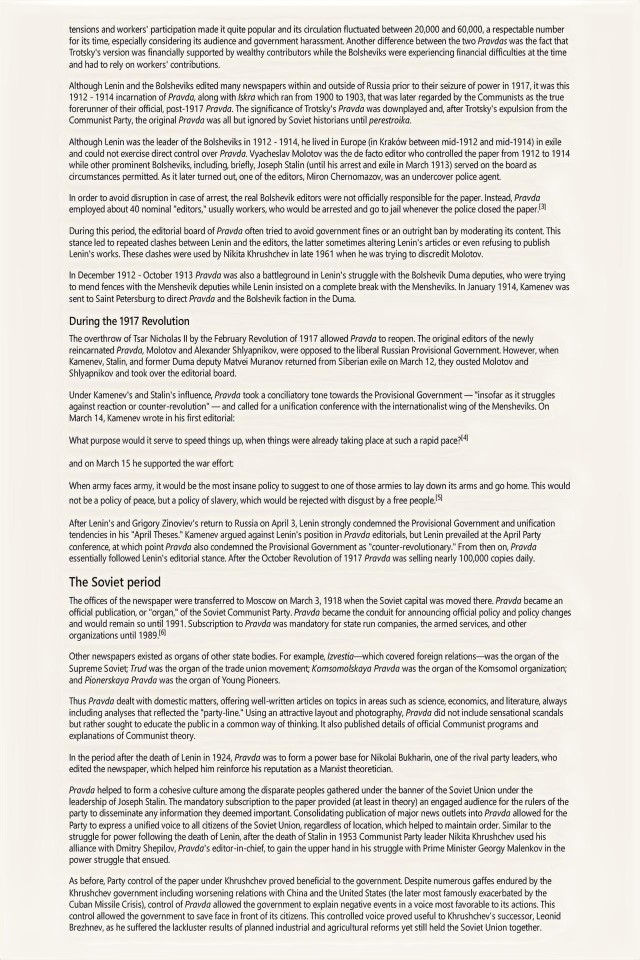 tensions and workers' participation made it quite popular and its circulation fluctuated between 20,000 and 60,000, a respectable number
for its time, especially considering its audience and government harassment. Another difference between the two Pravdas was the fact that
Trotsky's version was financially supported by wealthy contributors while the Bolsheviks were experiencing financial difficulties at the time
and had to rely on workers' contributions.
Although Lenin and the Bolsheviks edited many newspapers within and outside of Russia prior to their seizure of power in 1917, it was this
1912 - 1914 incarnation of Pravda, along with Iskra which ran from 1900 to 1903, that was later regarded by the Communists as the true
forerunner of their official, post-1917 Pravda. The significance of Trotsky's Pravda was downplayed and, after Trotsky's expulsion from the
Communist Party, the original Pravda was all but ignored by Soviet historians until perestroika.
Although Lenin was the leader of the Bolsheviks in 1912 - 1914, he lived in Europe (in Kraków between mid-1912 and mid-1914) in exile
and could not exercise direct control over Pravda. Vyacheslav Molotov was the de facto editor who controlled the paper from 1912 to 1914
while other prominent Bolsheviks, including, briefly, Joseph Stalin (until his arrest and exile in March 1913) served on the board as
circumstances permitted. As it later turned out, one of the editors, Miron Chernomazov, was an undercover police agent.
In order to avoid disruption in case of arrest, the real Bolshevik editors were not officially responsible for the paper. Instead, Pravda
employed about 40 nominal "editors," usually workers, who would be arrested and go to jail whenever the police closed the paper.[3]
During this period, the editorial board of Pravda often tried to avoid government fines or an outright ban by moderating its content. This
stance led to repeated clashes between Lenin and the editors, the latter sometimes altering Lenin's articles or even refusing to publish
Lenin's works. These clashes were used by Nikita Khrushchev in late 1961 when he was trying to discredit Molotov.
In December 1912 - October 1913 Pravda was also a battleground in Lenin's struggle with the Bolshevik Duma deputies, who were trying
to mend fences with the Menshevik deputies while Lenin insisted on a complete break with the Mensheviks. In January 1914, Kamenev was
sent to Saint Petersburg to direct Pravda and the Bolshevik faction in the Duma.
During the 1917 Revolution
The overthrow of Tsar Nicholas II by the February Revolution of 1917 allowed Pravda to reopen. The original editors of the newly
reincarnated Pravda, Molotov and Alexander Shlyapnikov, were opposed to the liberal Russian Provisional Government. However, when
Kamenev, Stalin, and former Duma deputy Matvei Muranov returned from Siberian exile on March 12, they ousted Molotov and
Shlyapnikov and took over the editorial board.
Under Kamenev's and Stalin's influence, Pravda took a conciliatory tone towards the Provisional Government — "insofar as it struggles
against reaction or counter-revolution" — and called for a unification conference with the internationalist wing of the Mensheviks. On
March 14, Kamenev wrote in his first editorial:
What purpose would it serve to speed things up, when things were already taking place at such a rapid pace?[4]
and on March 15 he supported the war effort:
When army faces army, it would be the most insane policy to suggest to one of those armies to lay down its arms and go home. This would
not be a policy of peace, but a policy of slavery, which would be rejected with disgust by a free people.[5]
After Lenin's and Grigory Zinoviev's return to Russia on April 3, Lenin strongly condemned the Provisional Government and unification
tendencies in his "April Theses." Kamenev argued against Lenin's position in Pravda editorials, but Lenin prevailed at the April Party
conference, at which point Pravda also condemned the Provisional Government as "counter-revolutionary." From then on, Pravda
essentially followed Lenin's editorial stance. After the October Revolution of 1917 Pravda was selling nearly 100,000 copies daily.
The Soviet period
The offices of the newspaper were transferred to Moscow on March 3, 1918 when the Soviet capital was moved there. Pravda became an
official publication, or "organ," of the Soviet Communist Party. Pravda became the conduit for announcing official policy and policy changes
and would remain so until 1991. Subscription to Pravda was mandatory for state run companies, the armed services, and other
organizations until 1989.[6]
Other newspapers existed as organs of other state bodies. For example, Izvestia—which covered foreign relations—was the organ of the
Supreme Soviet; Trud was the organ of the trade union movement; Komsomolskaya Pravda was the organ of the Komsomol organization;
and Pionerskaya Pravda was the organ of Young Pioneers.
Thus Pravda dealt with domestic matters, offering well-written articles on topics in areas such as science, economics, and literature, always
including analyses that reflected the "party-line." Using an attractive layout and photography, Pravda did not include sensational scandals
but rather sought to educate the public in a common way of thinking. It also published details of official Communist programs and
explanations of Communist theory.
In the period after the death of Lenin in 1924, Pravda was to form a power base for Nikolai Bukharin, one of the rival party leaders, who
edited the newspaper, which helped him reinforce his reputation as a Marxist theoretician.
Pravda helped to form a cohesive culture among the disparate peoples gathered under the banner of the Soviet Union under the
leadership of Joseph Stalin. The mandatory subscription to the paper provided (at least in theory) an engaged audience for the rulers of the
party to disseminate any information they deemed important. Consolidating publication of major news outlets into Pravda allowed for the
Party to express a unified voice to all citizens of the Soviet Union, regardless of location, which helped to maintain order. Similar to the
struggle for power following the death of Lenin, after the death of Stalin in 1953 Communist Party leader Nikita Khrushchev used his
alliance with Dmitry Shepilov, Pravda's editor-in-chief, to gain the upper hand in his struggle with Prime Minister Georgy Malenkov in the
power struggle that ensued.
As before, Party control of the paper under Khrushchev proved beneficial to the government. Despite numerous gaffes endured by the
Khrushchev government including worsening relations with China and the United States (the later most famously exacerbated by the
Cuban Missile Crisis), control of Pravda allowed the government to explain negative events in a voice most favorable to its actions. This
control allowed the government to save face in front of its citizens. This controlled voice proved useful to Khrushchev's successor, Leonid
Brezhnev, as he suffered the lackluster results of planned industrial and agricultural reforms yet still held the Soviet Union together.